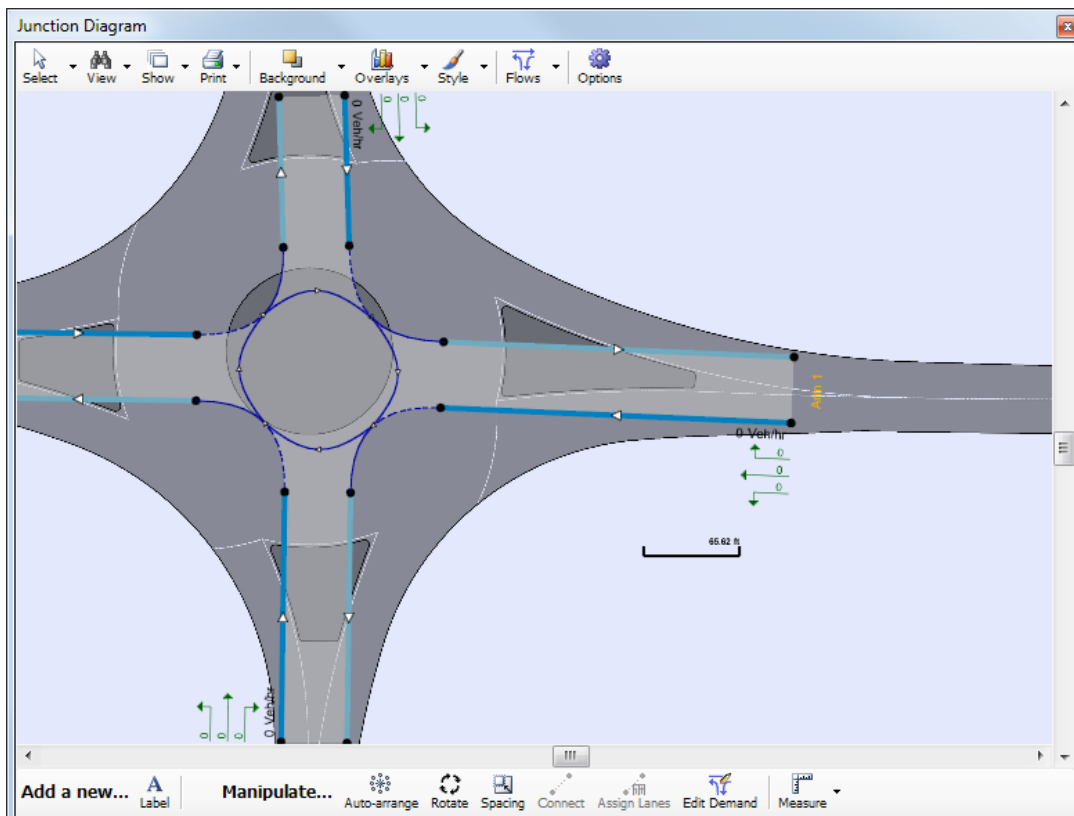 Junction Diagram
Select
View
Show
Print
Background
Overlays
Style
Flows
Options
0 Veh/hr
0
0
0
Arm 1
0 Veh/hr
0
0
0
65.62 ft
0 Veh/hr
0
0
0
Add a new...
A
Label
Manipulate...
Auto-arrange
Rotate
Spacing
Connect
Assign Lanes
Edit Demand
Measure